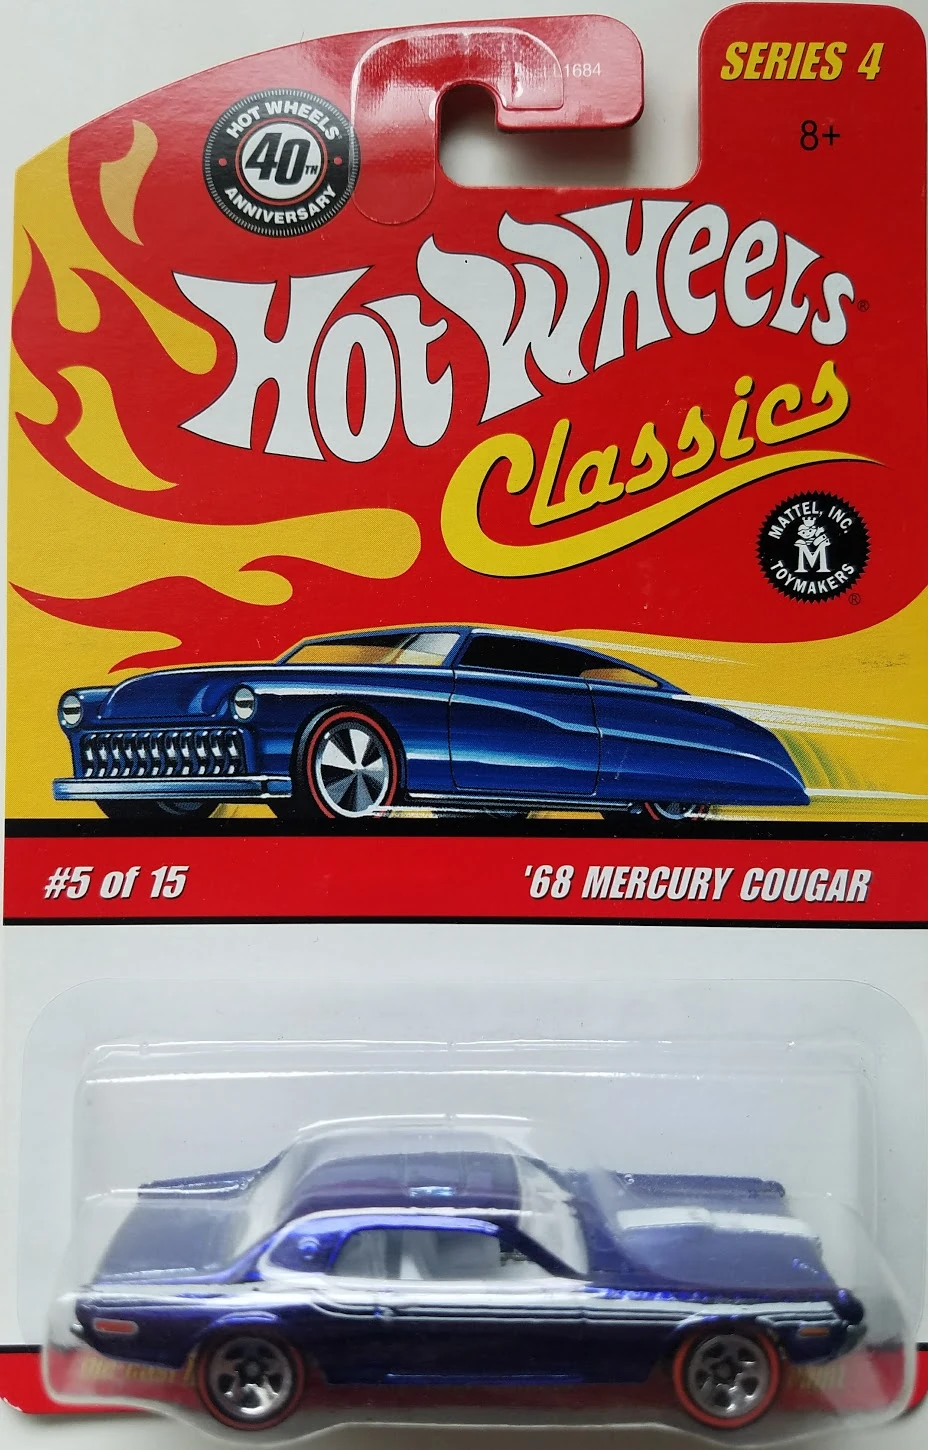 L1684
SERIES 4
8+
HOT WHEELS
40TH
ANNIVERSARY
Hot Wheels®
Classics
MATTEL, INC.
M
TOYMAKERS
®
#5 of 15
'68 MERCURY COUGAR